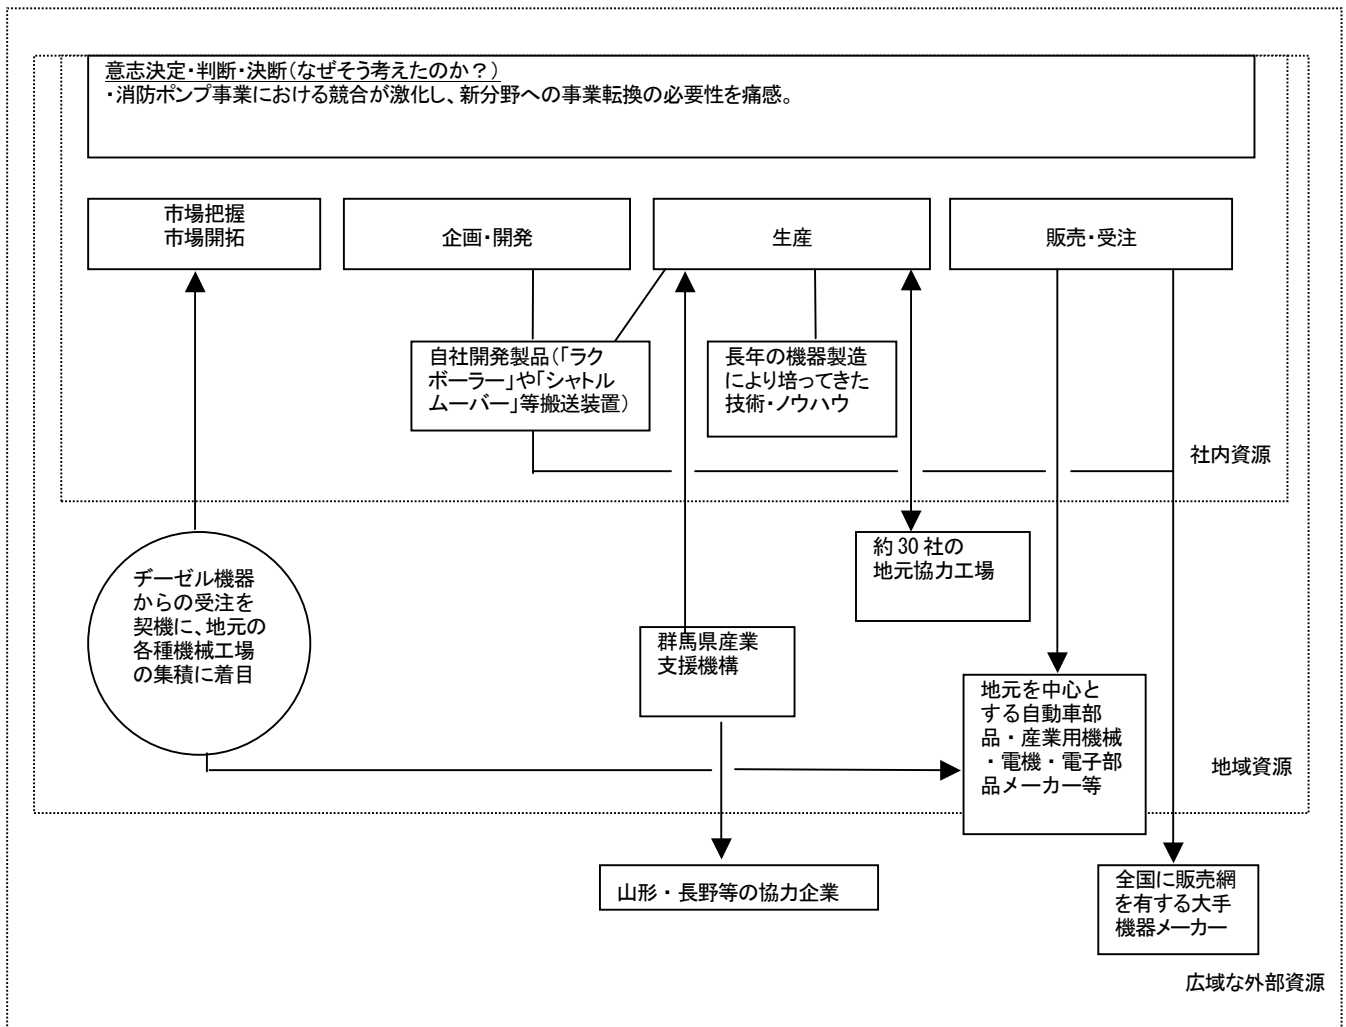 意志決定・判断・決断(なぜそう考えたのか？)
・消防ポンプ事業における競合が激化し、新分野への事業転換の必要性を痛感。
市場把握
市場開拓
企画・開発
生産
販売・受注
自社開発製品(「ラク
ボーラー」や「シャトル
ムーバー」等搬送装置)
長年の機器製造
により培ってきた
技術・ノウハウ
社内資源
約 30 社の
地元協力工場
ヂーゼル機器
からの受注を
契機に、地元の
各種機械工場
の集積に着目
群馬県産業
支援機構
地元を中心と
する自動車部
品・産業用機械
・電機・電子部
品メーカー等
地域資源
山形・長野等の協力企業
全国に販売網
を有する大手
機器メーカー
広域な外部資源